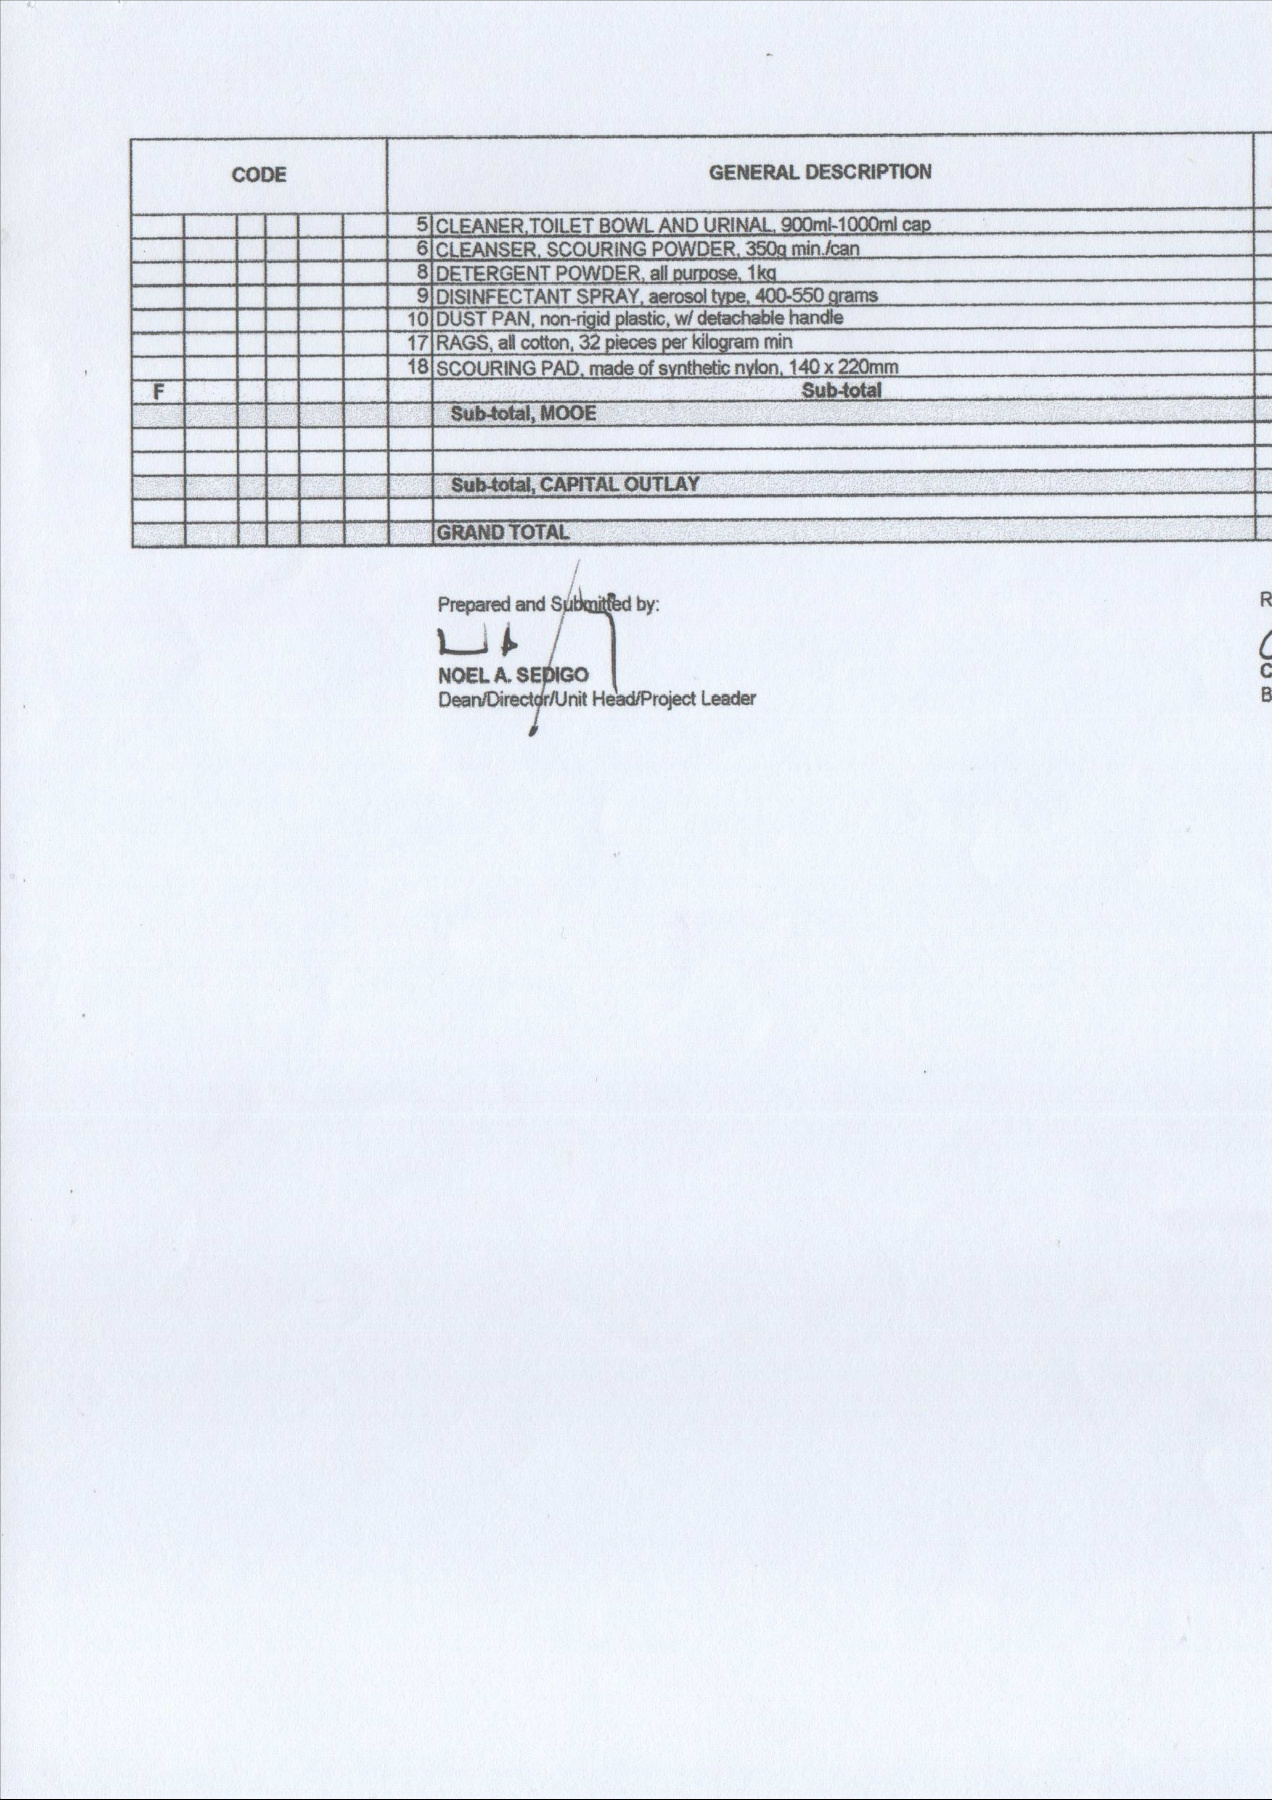 CODE GENERAL DESCRIPTION
5 CLEANER,TOILET BOWL AND URINAL, 900ml-1000ml cap
6 CLEANSER, SCOURING POWDER, 350g min./can
8 DETERGENT POWDER, all purpose, 1kg
9 DISINFECTANT SPRAY, aerosol type, 400-550 grams
10 DUST PAN, non-rigid plastic, w/ detachable handle
17 RAGS, all cotton, 32 pieces per kilogram min
18 SCOURING PAD, made of synthetic nylon, 140 x 220mm
F Sub-total
Sub-total, MOOE
Sub-total, CAPITAL OUTLAY
GRAND TOTAL
Prepared and Submitted by: R
NOEL A. SEDIGO C
Dean/Director/Unit Head/Project Leader B